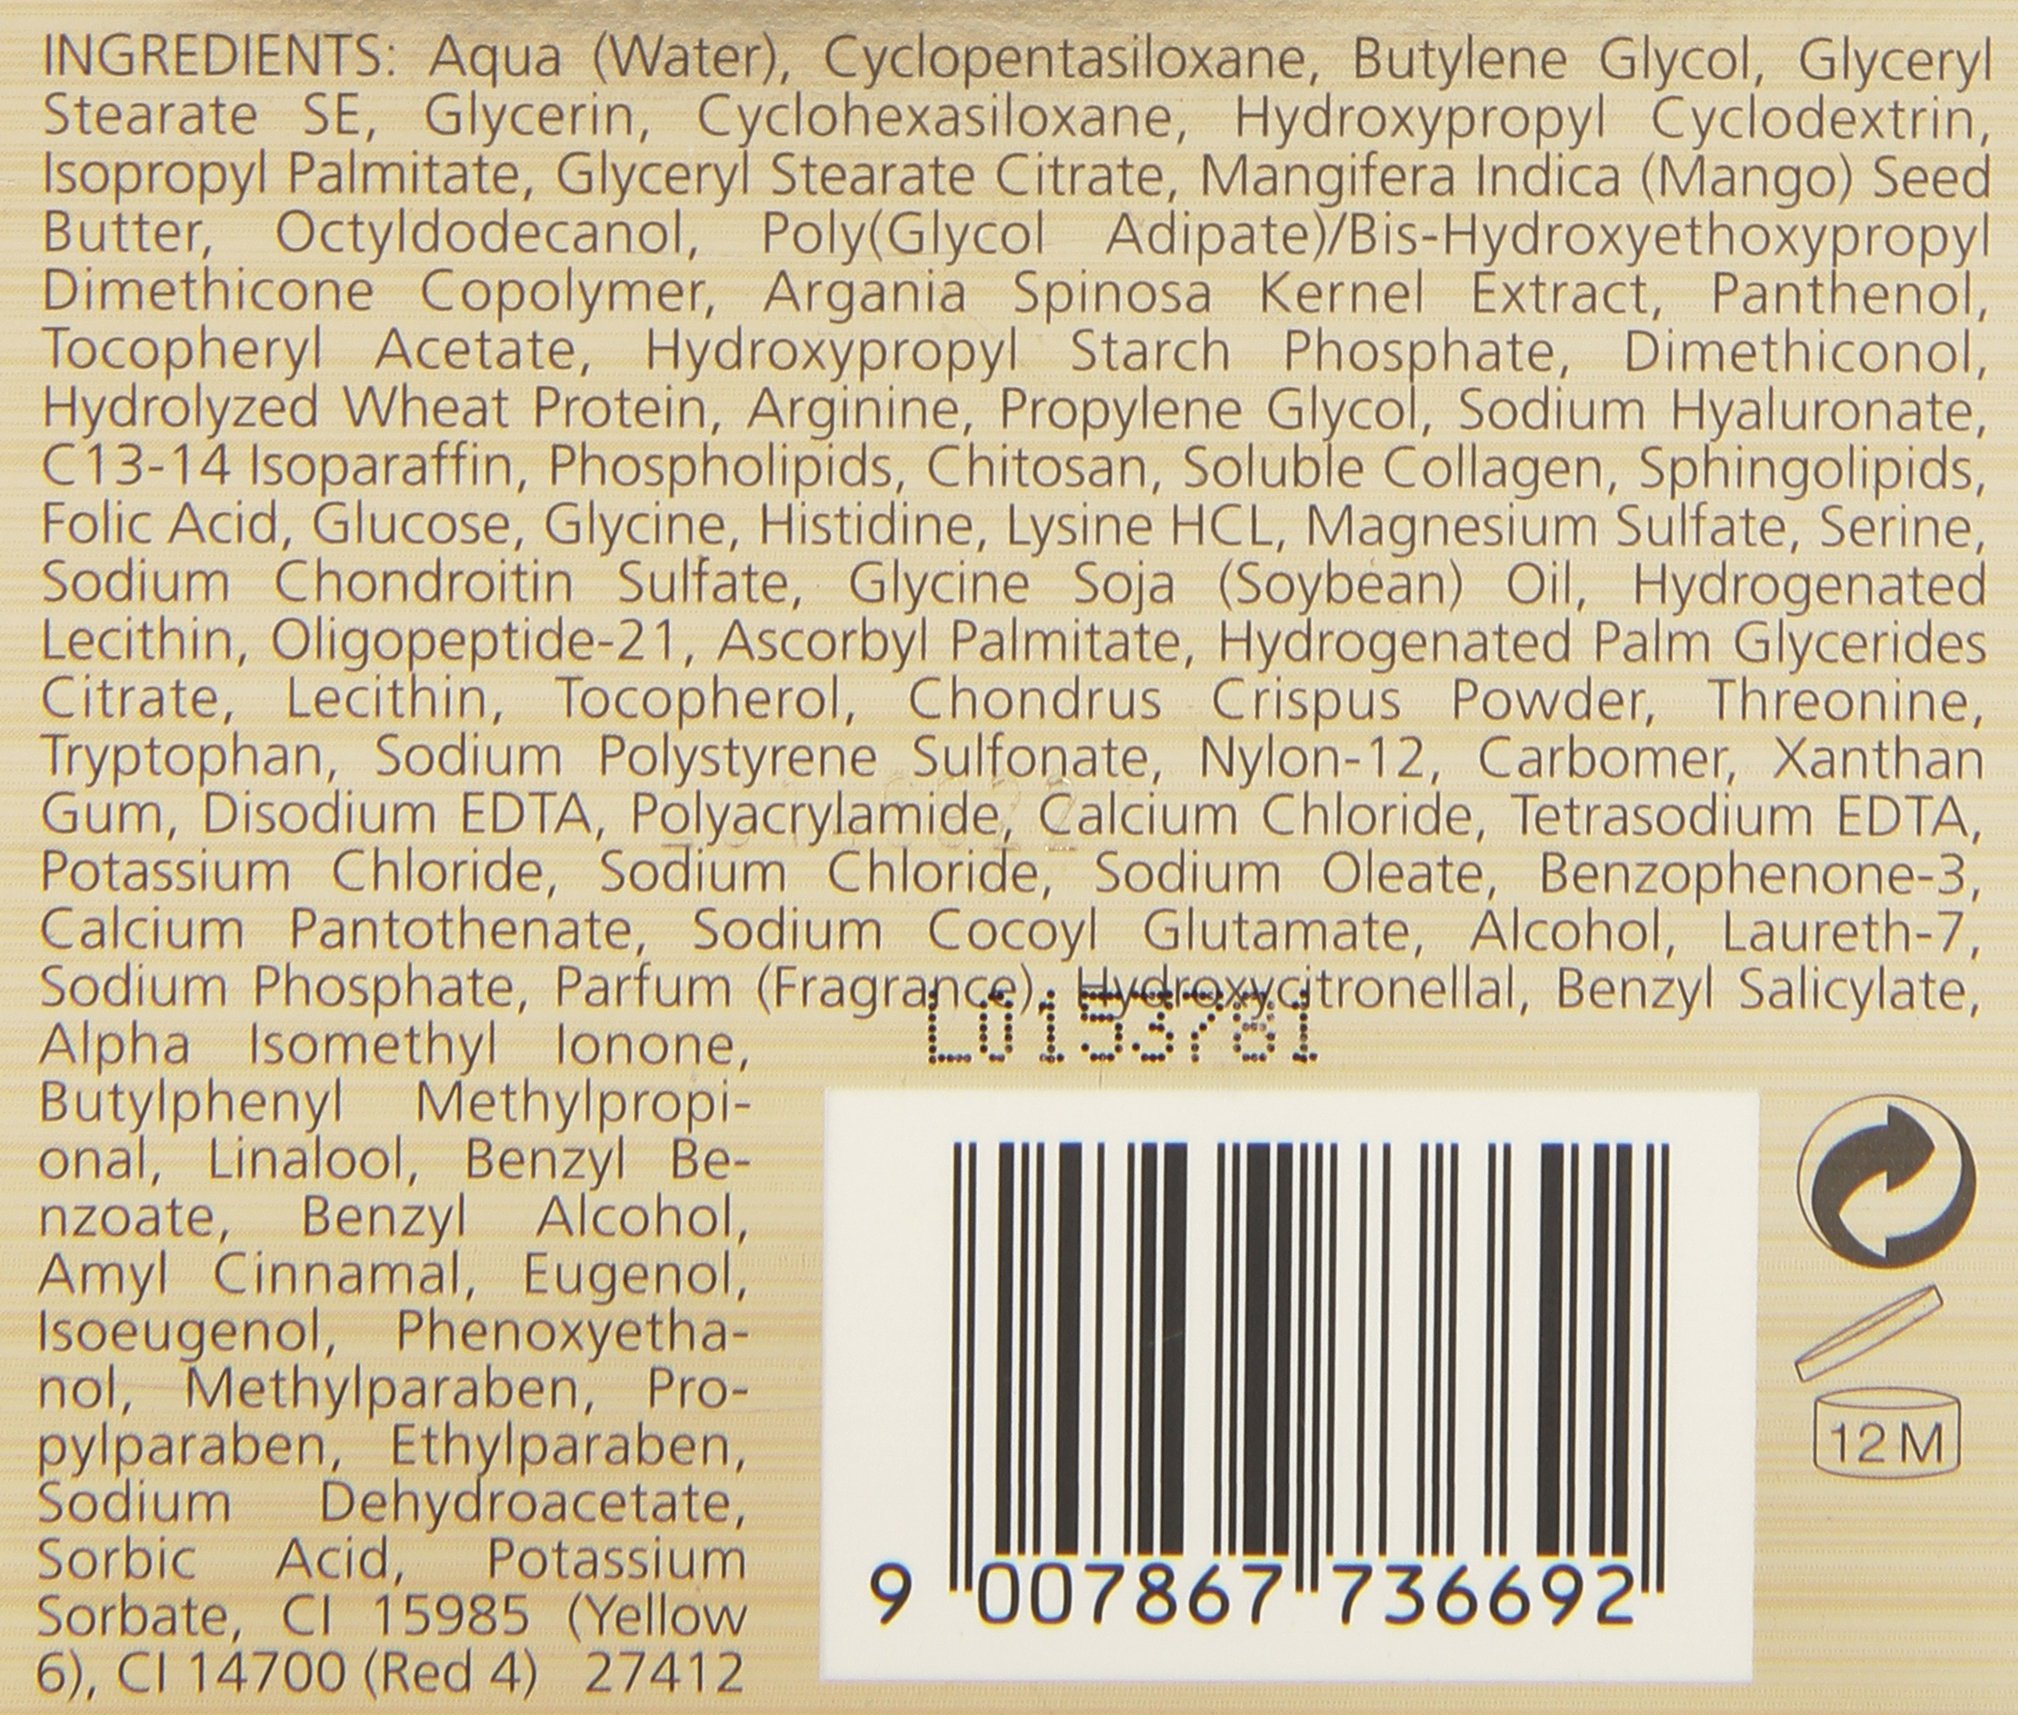 INGREDIENTS: Aqua (Water), Cyclopentasiloxane, Butylene Glycol, Glyceryl
Stearate SE, Glycerin, Cyclohexasiloxane, Hydroxypropyl Cyclodextrin,
Isopropyl Palmitate, Glyceryl Stearate Citrate, Mangifera Indica (Mango) Seed
Butter, Octyldodecanol, Poly(Glycol Adipate)/Bis-Hydroxyethoxypropyl
Dimethicone Copolymer, Argania Spinosa Kernel Extract, Panthenol,
Tocopheryl Acetate, Hydroxypropyl Starch Phosphate, Dimethiconol,
Hydrolyzed Wheat Protein, Arginine, Propylene Glycol, Sodium Hyaluronate,
C13-14 Isoparaffin, Phospholipids, Chitosan, Soluble Collagen, Sphingolipids,
Folic Acid, Glucose, Glycine, Histidine, Lysine HCL, Magnesium Sulfate, Serine,
Sodium Chondroitin Sulfate, Glycine Soja (Soybean) Oil, Hydrogenated
Lecithin, Oligopeptide-21, Ascorbyl Palmitate, Hydrogenated Palm Glycerides
Citrate, Lecithin, Tocopherol, Chondrus Crispus Powder, Threonine,
Tryptophan, Sodium Polystyrene Sulfonate, Nylon-12, Carbomer, Xanthan
Gum, Disodium EDTA, Polyacrylamide, Calcium Chloride, Tetrasodium EDTA,
Potassium Chloride, Sodium Chloride, Sodium Oleate, Benzophenone-3,
Calcium Pantothenate, Sodium Cocoyl Glutamate, Alcohol, Laureth-7,
Sodium Phosphate, Parfum (Fragrance), Hydroxycitronellal, Benzyl Salicylate,
Alpha Isomethyl Ionone,
Butylphenyl Methylpropi-
onal, Linalool, Benzyl Be-
nzoate, Benzyl Alcohol,
Amyl Cinnamal, Eugenol,
Isoeugenol, Phenoxyetha-
nol, Methylparaben, Pro-
pylparaben, Ethylparaben,
Sodium Dehydroacetate,
Sorbic Acid, Potassium
Sorbate, CI 15985 (Yellow
6), CI 14700 (Red 4) 27412
L0153781
9 007867 736692
12 M